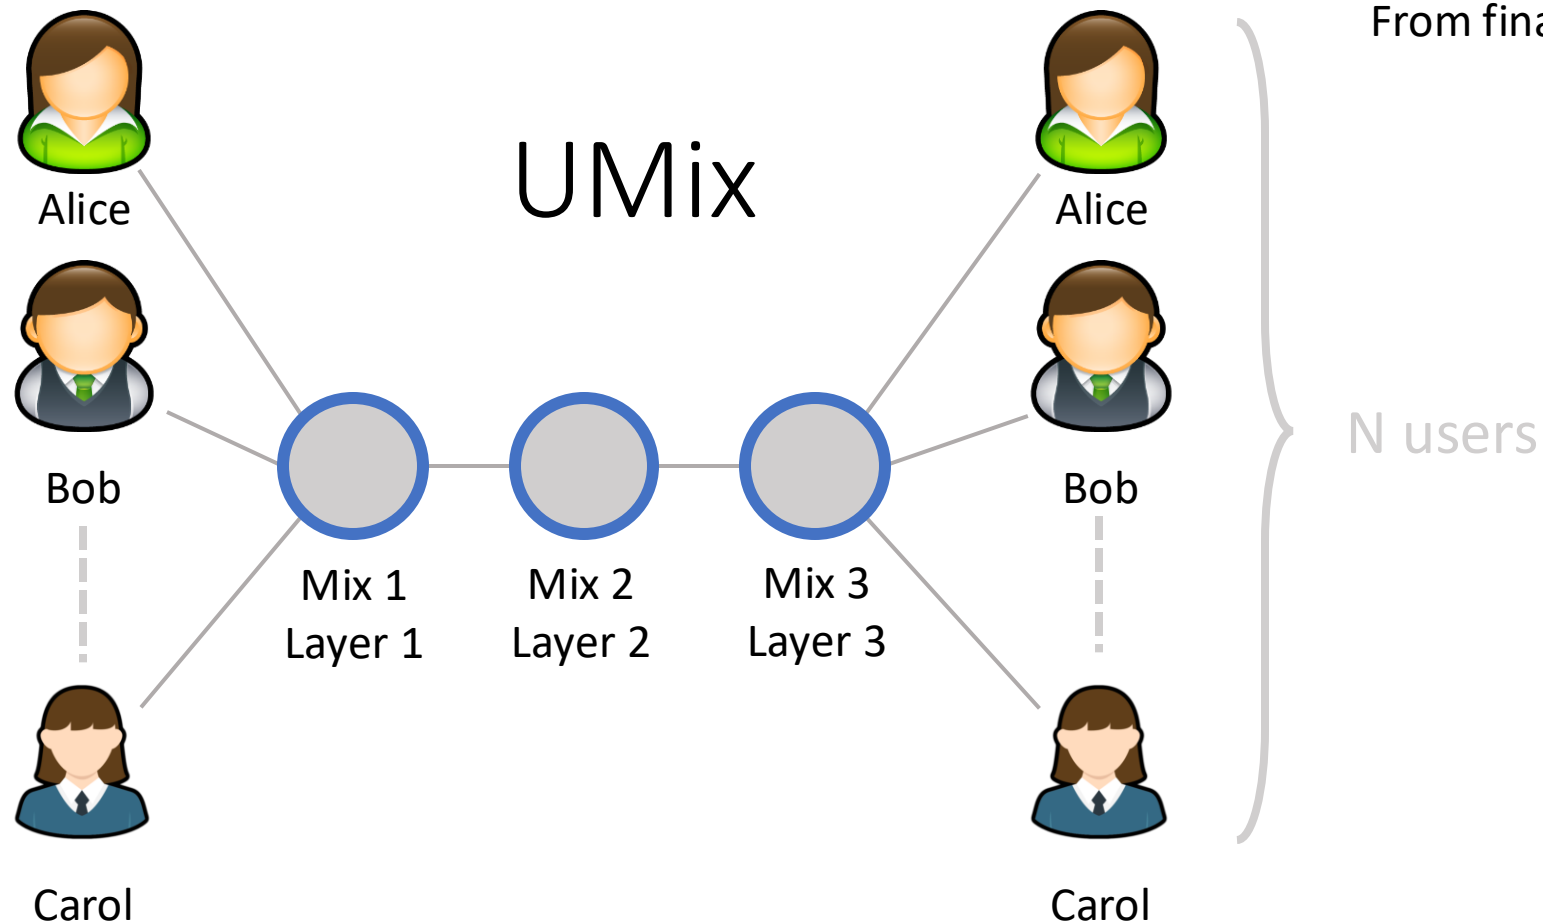 From fina
UMix
Alice
Alice
Bob
Bob
N users
Mix 1
Layer 1
Mix 2
Layer 2
Mix 3
Layer 3
Carol
Carol